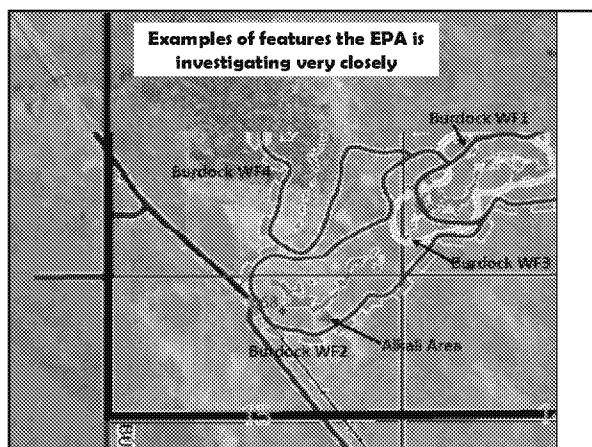 Examples of features the EPA is
investigating very closely
Burdock WF1
Burdock WF4
Burdock WF3
Alkali Area
Burdock WF2